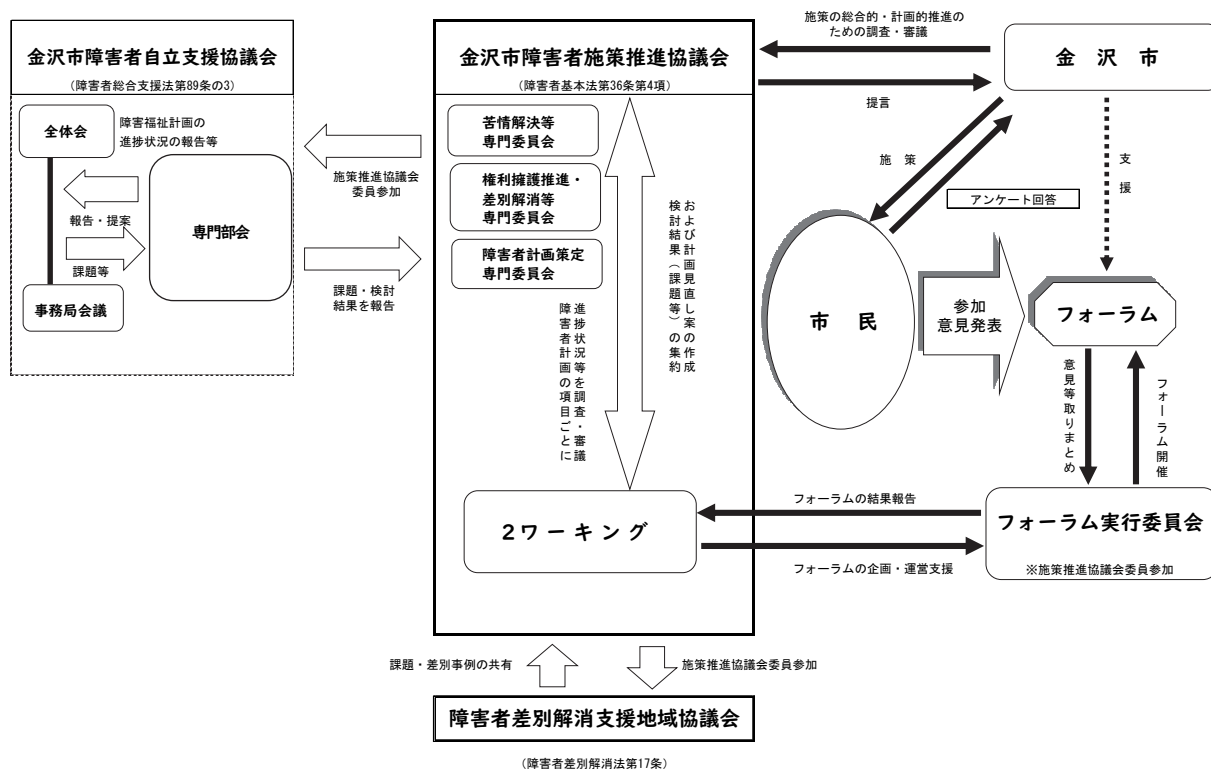 金沢市障害者自立支援協議会
(障害者総合支援法第89条の3)
全体会
障害福祉計画の
進捗状況の報告等
専門部会
報告・提案
課題等
事務局会議
施策推進協議会
委員参加
課題・検討
結果を報告
金沢市障害者施策推進協議会
(障害者基本法第36条第4項)
苦情解決等
専門委員会
権利擁護推進・
差別解消等
専門委員会
障害者計画策定
専門委員会
進捗状況等を調査・審議
障害者計画の項目ごとに
および計画見直し案の作成
検討結果(課題等)の集約
2ワーキング
施策の総合的・計画的推進の
ための調査・審議
提言
金沢市
施策
アンケート回答
支援
市民
参加
意見発表
フォーラム
意見等取りまとめ
フォーラム開催
フォーラムの結果報告
フォーラムの企画・運営支援
フォーラム実行委員会
※施策推進協議会委員参加
課題・差別事例の共有
施策推進協議会委員参加
障害者差別解消支援地域協議会
(障害者差別解消法第17条)